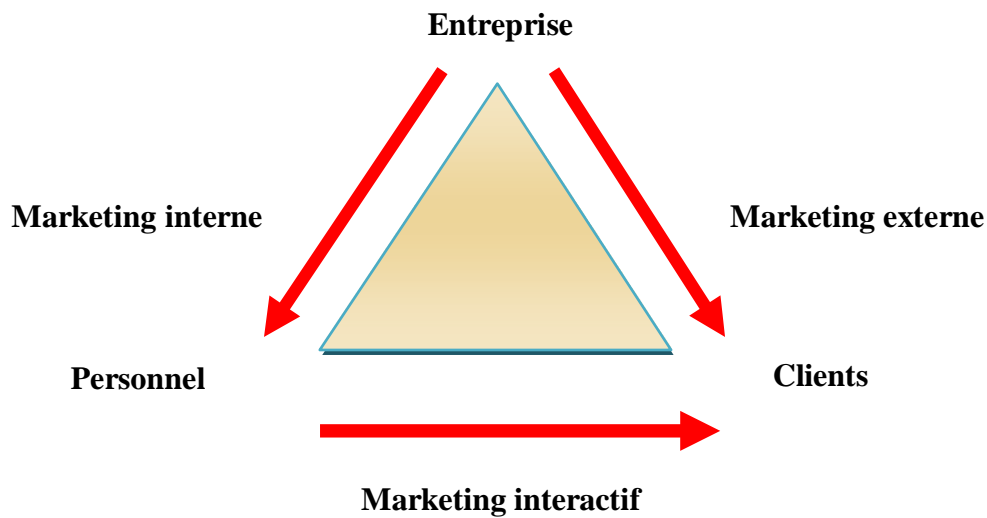 Entreprise
Marketing interne
Marketing externe
Personnel
Clients
Marketing interactif